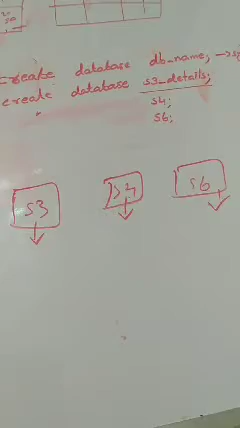 create database db_name; →
create database s3_details;
s4;
s6;
s3 s4 s6